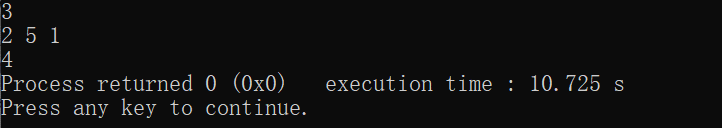 3
2 5 1
4
Process returned 0 (0x0)   execution time : 10.725 s
Press any key to continue.